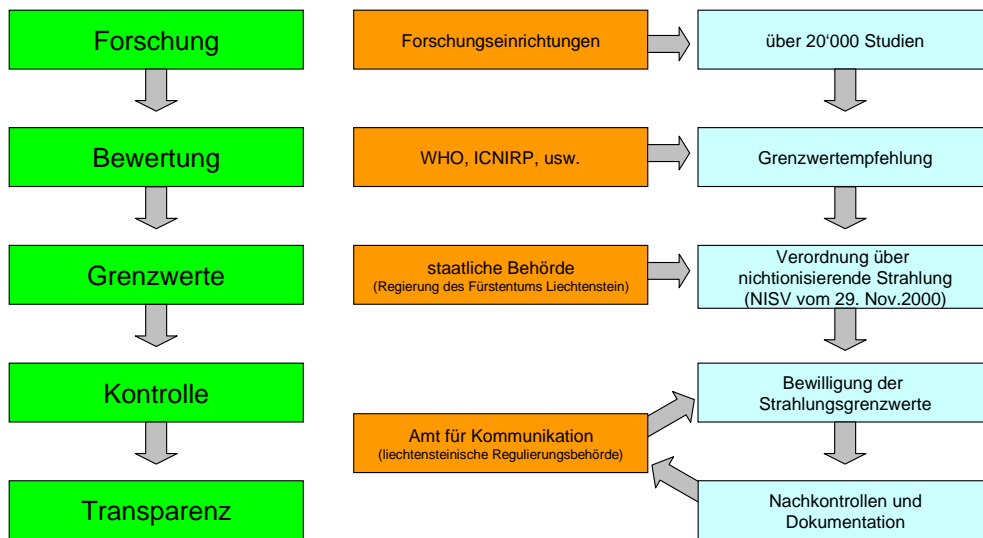 Forschung
Forschungseinrichtungen
über 20‘000 Studien
Bewertung
WHO, ICNIRP, usw.
Grenzwertempfehlung
Grenzwerte
staatliche Behörde
(Regierung des Fürstentums Liechtenstein)
Verordnung über
nichtionisierende Strahlung
(NISV vom 29. Nov.2000)
Kontrolle
Amt für Kommunikation
(liechtensteinische Regulierungsbehörde)
Bewilligung der
Strahlungsgrenzwerte
Transparenz
Nachkontrollen und
Dokumentation